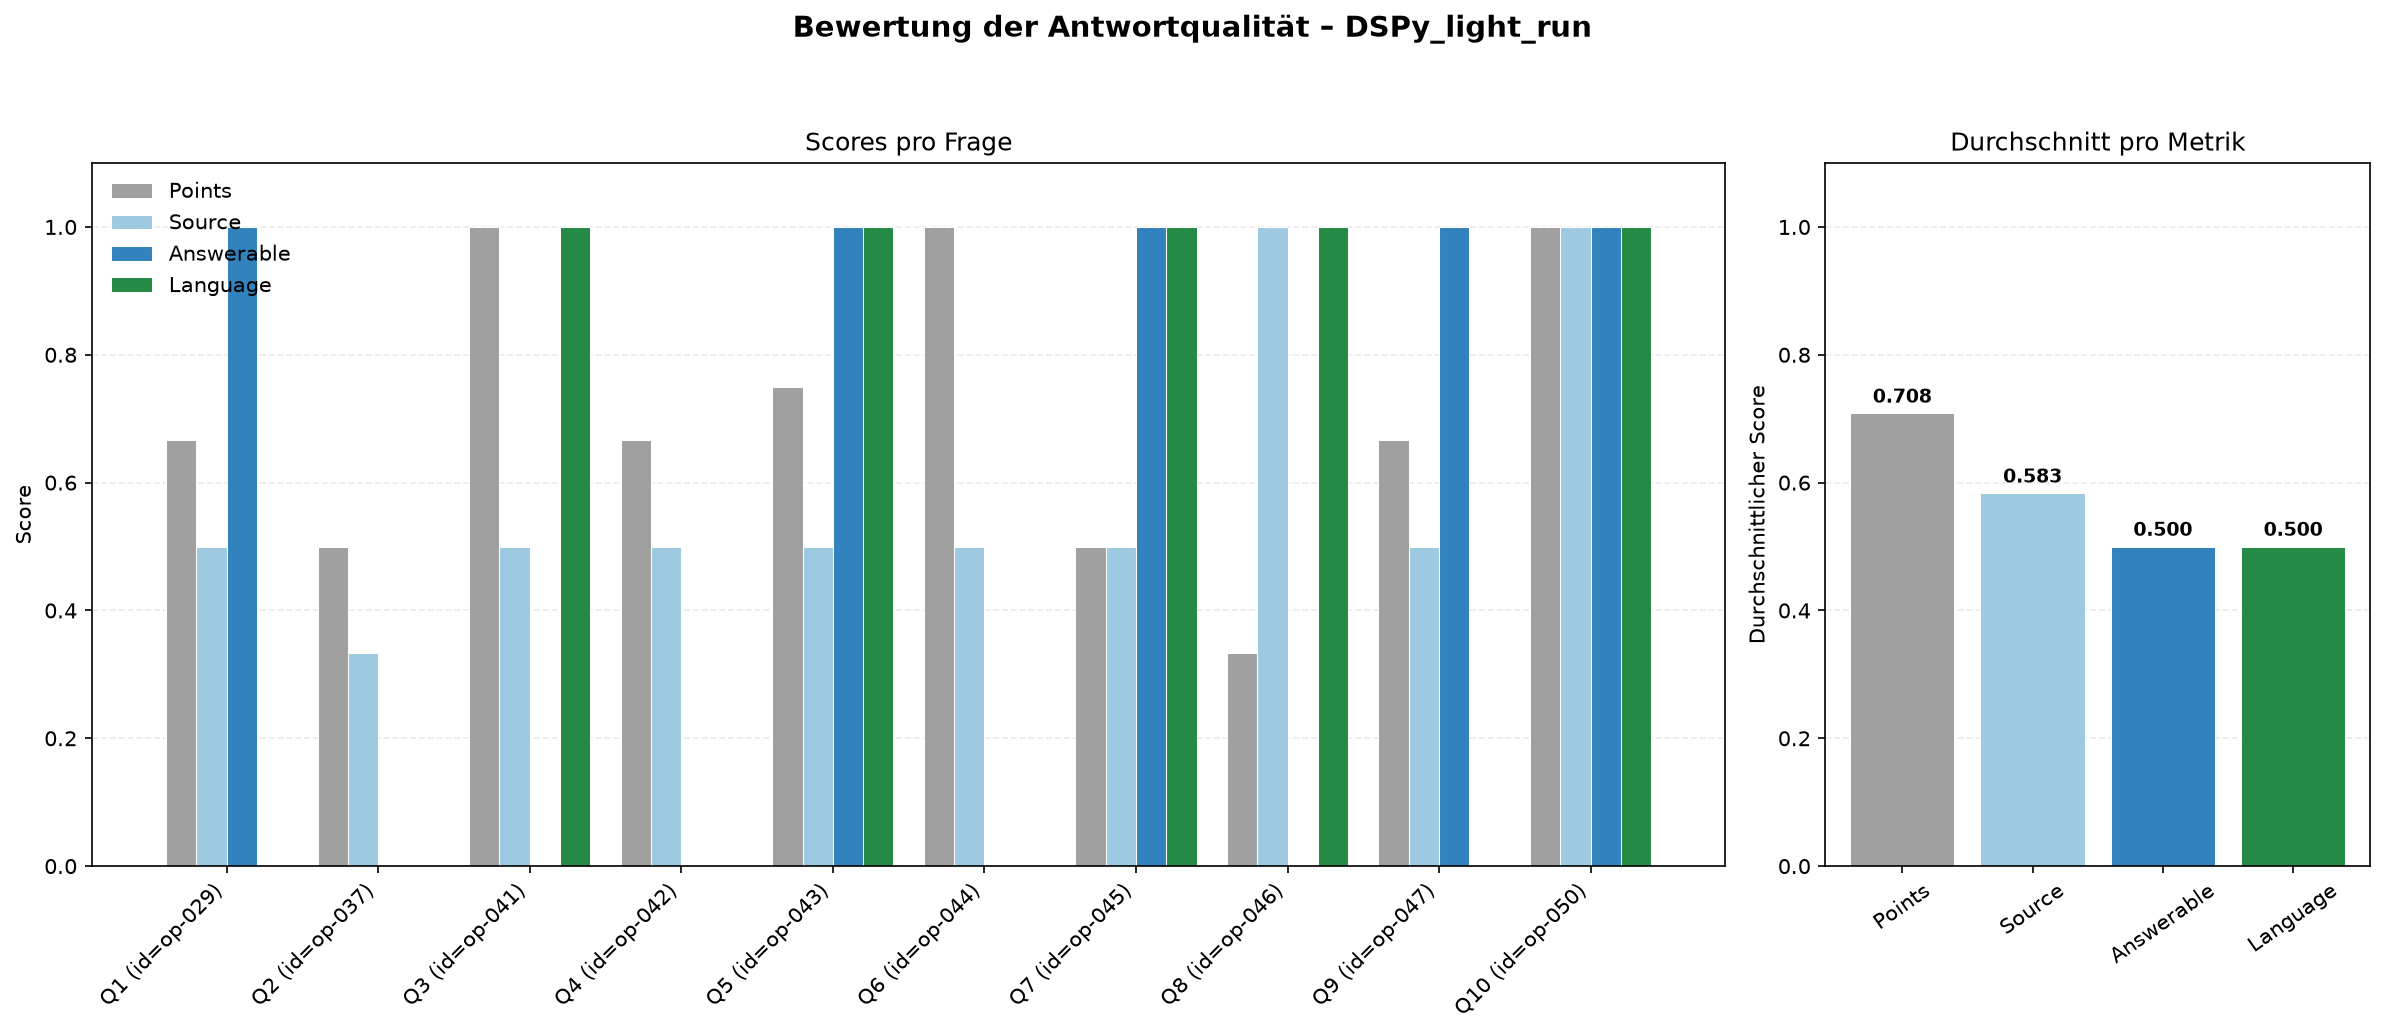 Bewertung der Antwortqualität – DSPy_light_run
Scores pro Frage
Points
Source
Answerable
Language
Score
1.0
0.8
0.6
0.4
0.2
0.0
Q1 (id=op-029)
Q2 (id=op-037)
Q3 (id=op-041)
Q4 (id=op-042)
Q5 (id=op-043)
Q6 (id=op-044)
Q7 (id=op-045)
Q8 (id=op-046)
Q9 (id=op-047)
Q10 (id=op-050)
Durchschnitt pro Metrik
Durchschnittlicher Score
1.0
0.8
0.6
0.4
0.2
0.0
0.708
0.583
0.500
0.500
Points
Source
Answerable
Language